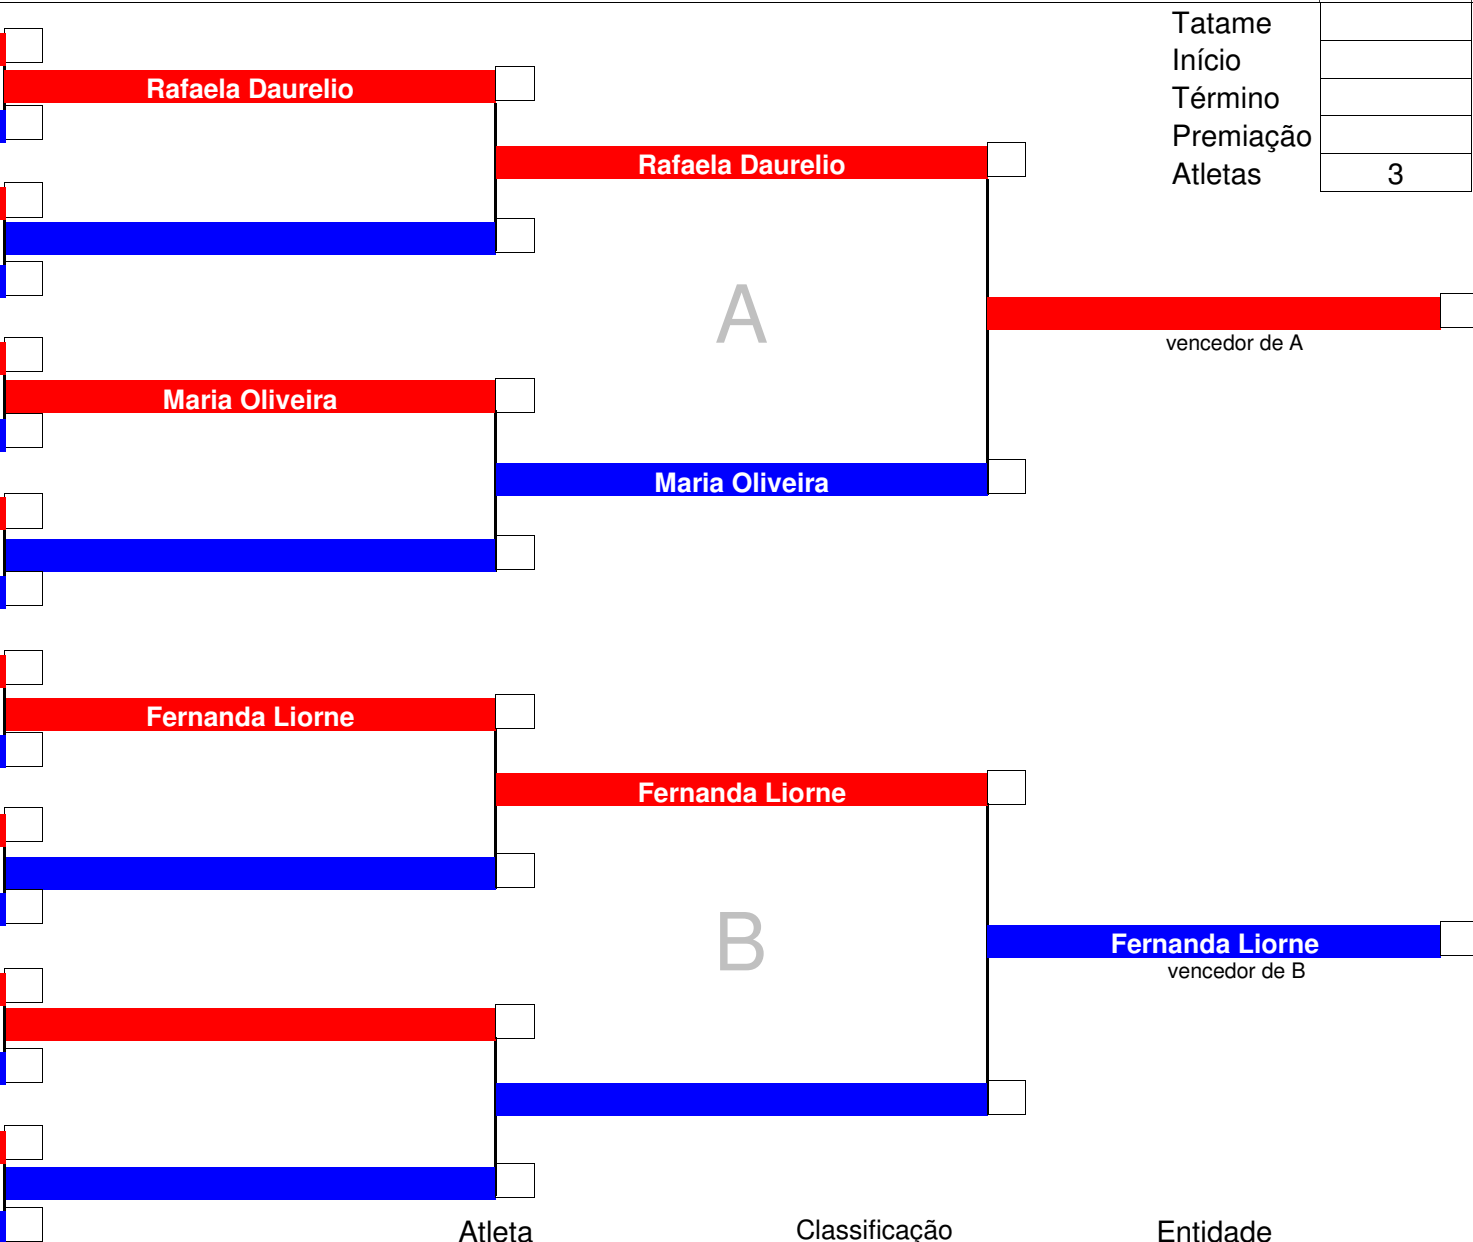 Tatame
Início
Término
Premiação
Atletas 3
Rafaela Daurelio
Rafaela Daurelio
A
vencedor de A
Maria Oliveira
Maria Oliveira
Fernanda Liorne
Fernanda Liorne
B
Fernanda Liorne
vencedor de B
Atleta Classificação Entidade